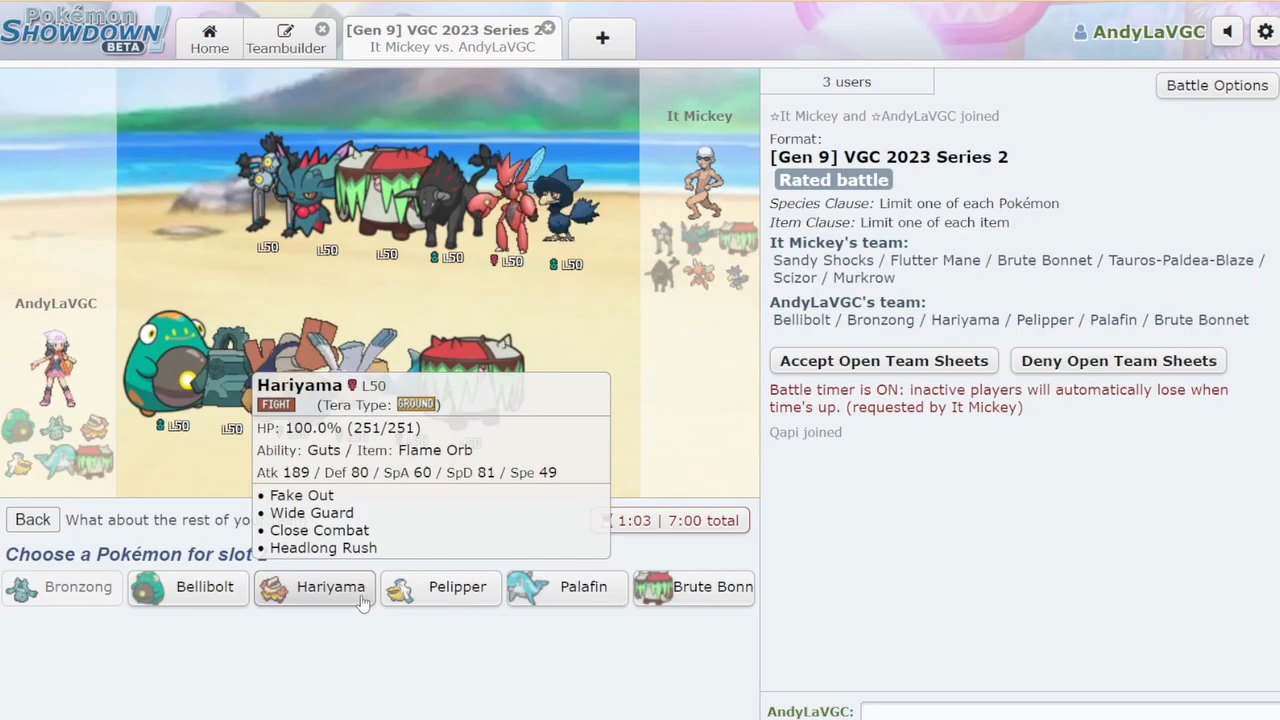 Pokémon
SHOWDOWN!
BETA
Home
Teambuilder
[Gen 9] VGC 2023 Series 2
It Mickey vs. AndyLaVGC
+
AndyLaVGC
3 users
Battle Options
☆It Mickey and ☆AndyLaVGC joined
Format:
[Gen 9] VGC 2023 Series 2
Rated battle
Species Clause: Limit one of each Pokémon
Item Clause: Limit one of each item
It Mickey's team:
Sandy Shocks / Flutter Mane / Brute Bonnet / Tauros-Paldea-Blaze /
Scizor / Murkrow
AndyLaVGC's team:
Bellibolt / Bronzong / Hariyama / Pelipper / Palafin / Brute Bonnet
Accept Open Team Sheets
Deny Open Team Sheets
Battle timer is ON: inactive players will automatically lose when
time's up. (requested by It Mickey)
Qapi joined
It Mickey
L50
L50
L50
L50
L50
L50
AndyLaVGC
L50
L50
Hariyama L50
FIGHT (Tera Type: GROUND)
HP: 100.0% (251/251)
Ability: Guts / Item: Flame Orb
Atk 189 / Def 80 / SpA 60 / SpD 81 / Spe 49
• Fake Out
• Wide Guard
• Close Combat
• Headlong Rush
Back What about the rest of yo
1:03 | 7:00 total
Choose a Pokémon for slot
Bronzong
Bellibolt
Hariyama
Pelipper
Palafin
Brute Bonn
AndyLaVGC: